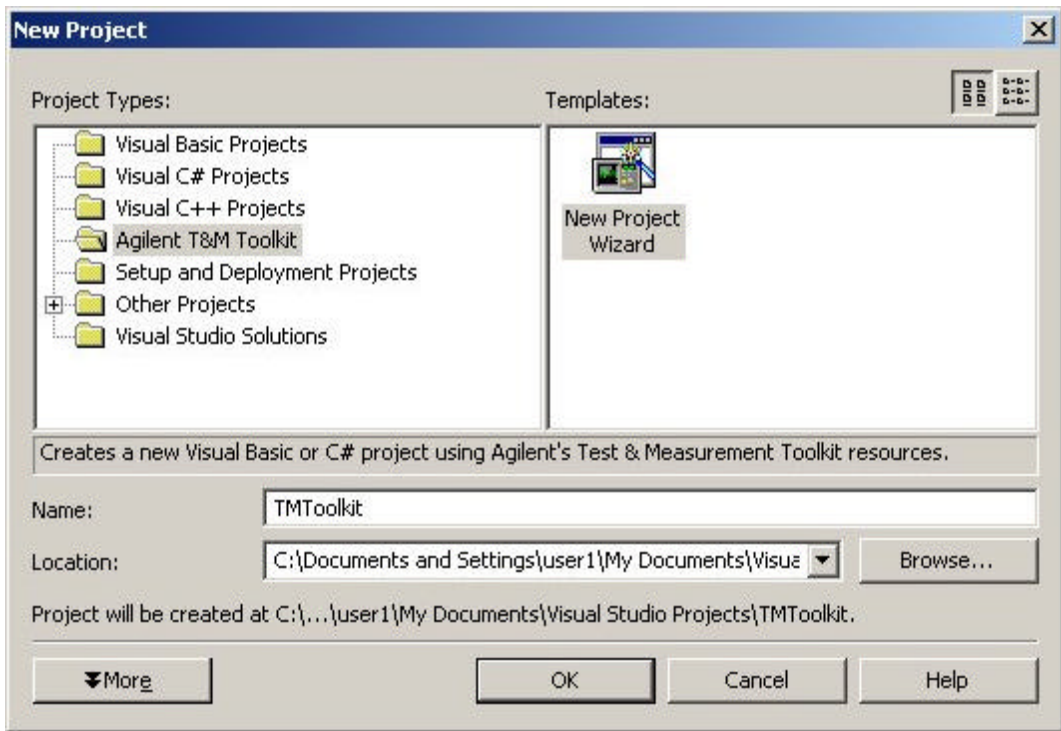 New Project
Project Types:
Templates:
Visual Basic Projects
Visual C# Projects
Visual C++ Projects
Agilent T&M Toolkit
Setup and Deployment Projects
Other Projects
Visual Studio Solutions
New Project
Wizard
Creates a new Visual Basic or C# project using Agilent's Test & Measurement Toolkit resources.
Name:
TMToolkit
Location:
C:\Documents and Settings\user1\My Documents\Visua
Browse...
Project will be created at C:\...\user1\My Documents\Visual Studio Projects\TMToolkit.
More
OK
Cancel
Help